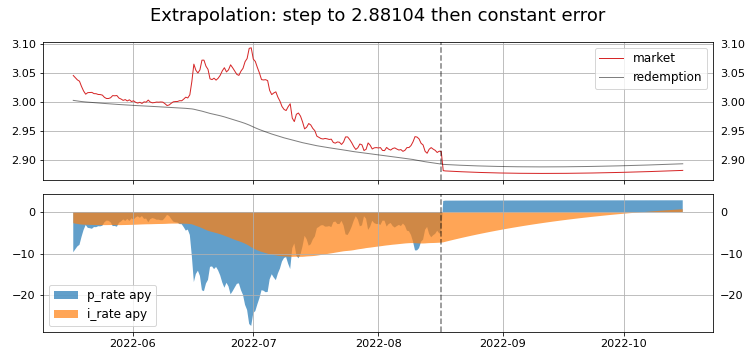 Extrapolation: step to 2.88104 then constant error
3.10 3.10
3.05 3.05
3.00 3.00
2.95 2.95
2.90 2.90
market
redemption
0 0
−10 −10
−20 −20
p_rate apy
i_rate apy
2022-06 2022-07 2022-08 2022-09 2022-10